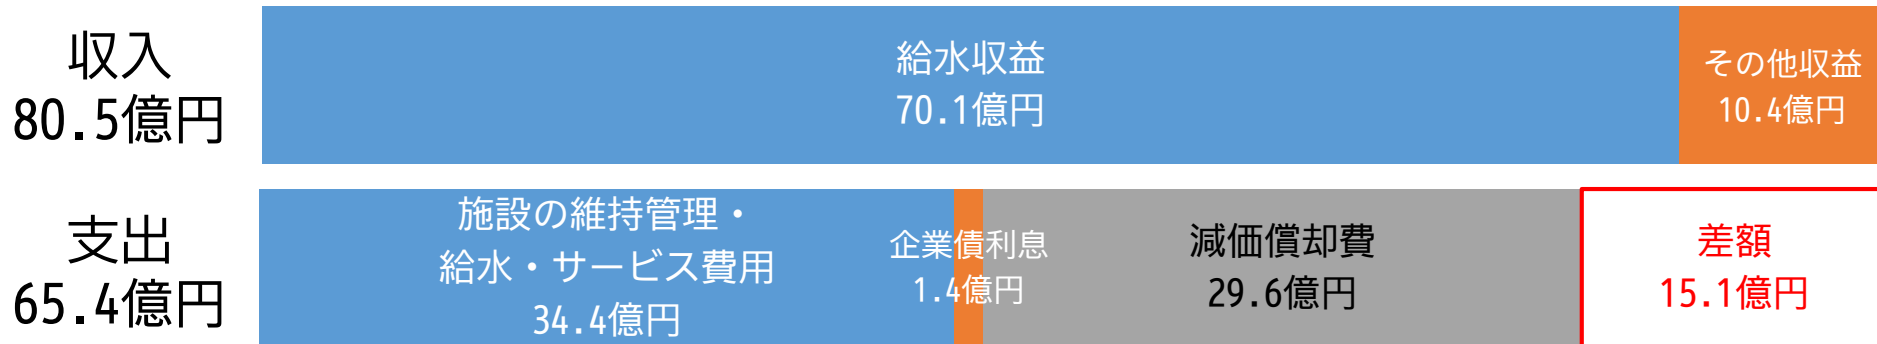 収入
80.5億円
給水収益
70.1億円
その他収益
10.4億円
支出
65.4億円
施設の維持管理・
給水・サービス費用
34.4億円
企業債利息
1.4億円
減価償却費
29.6億円
差額
15.1億円